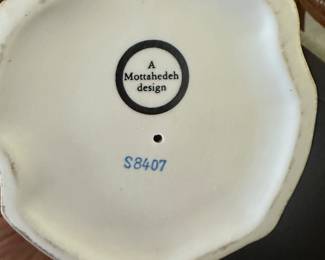 A
Mottahedeh
design
S8407